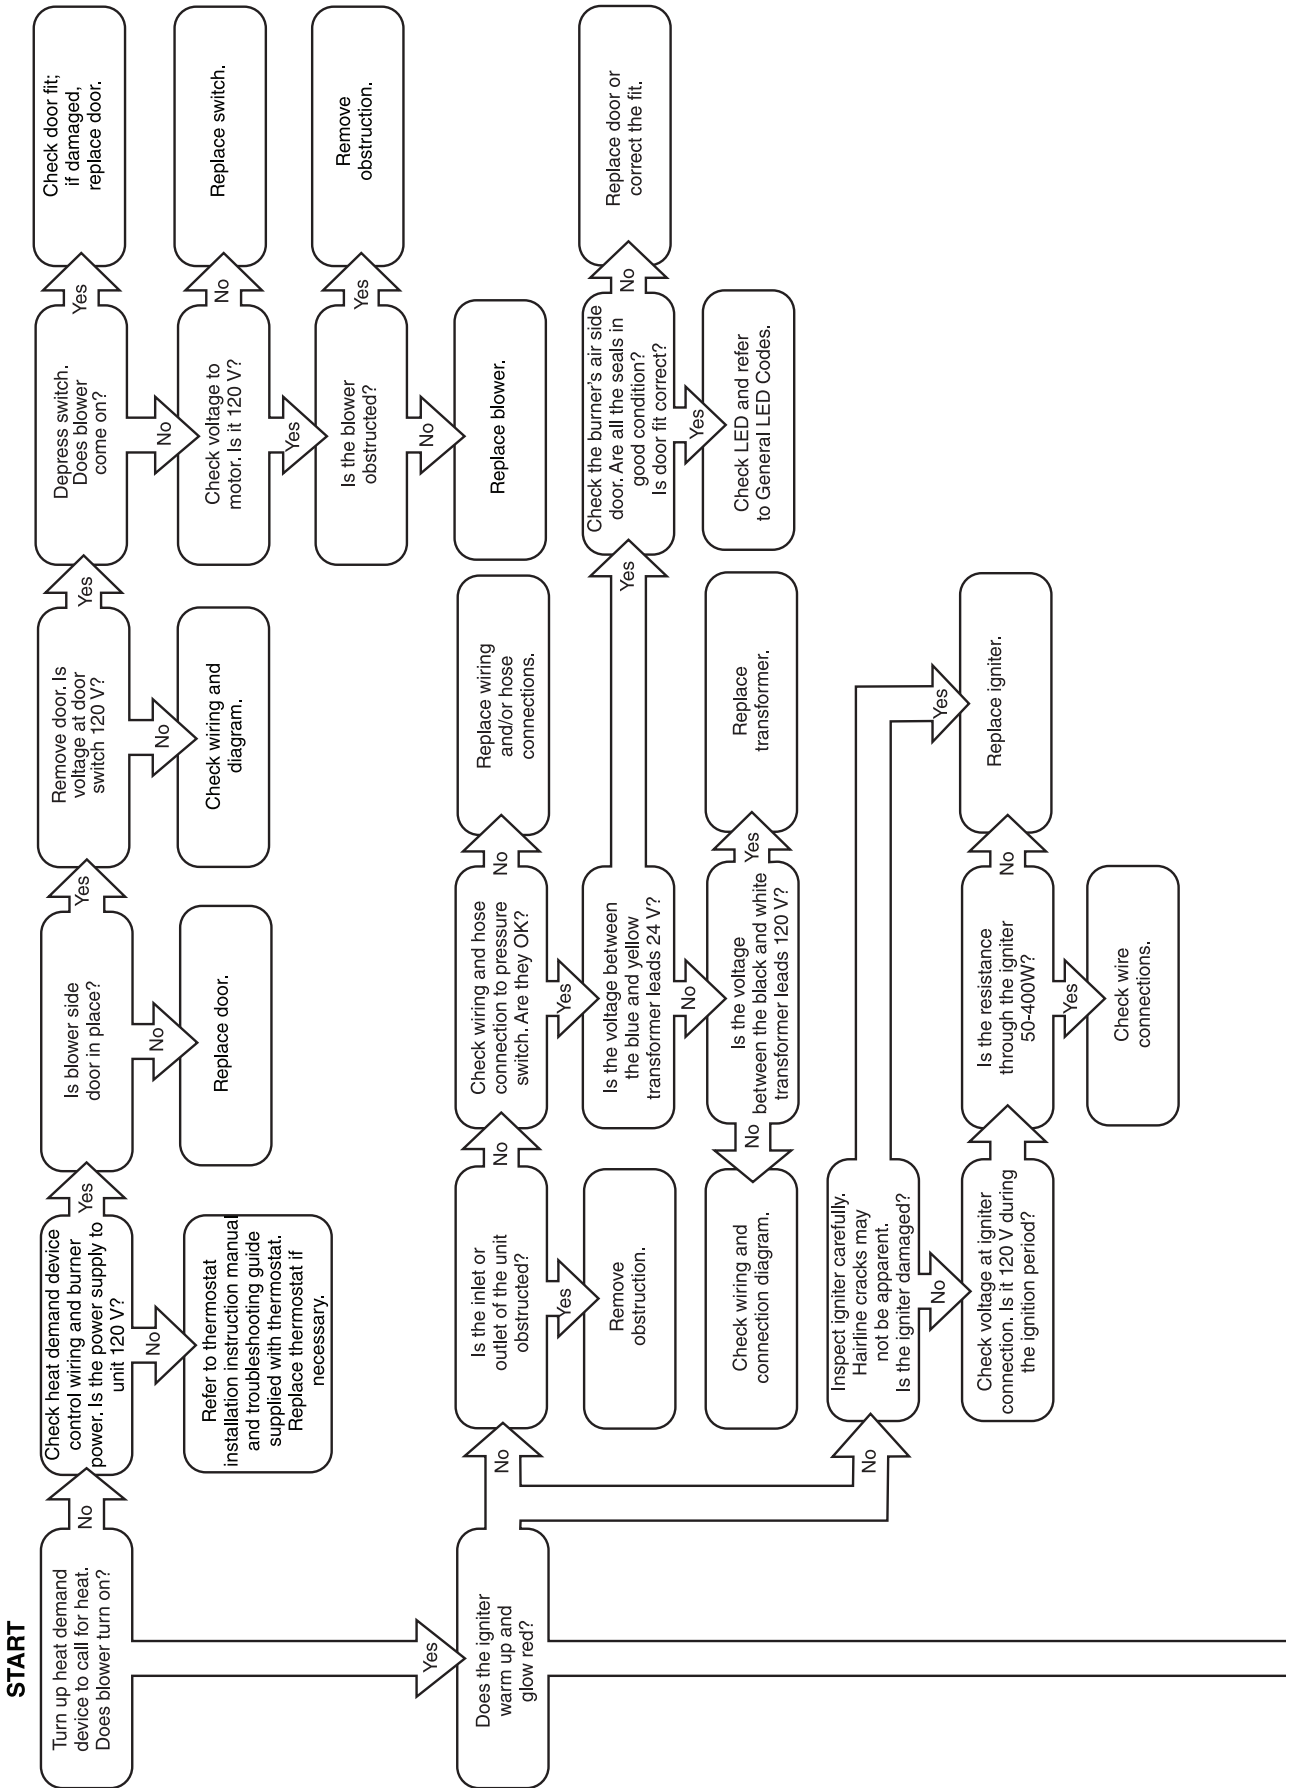 START
Turn up heat demand
device to call for heat.
Does blower turn on?
No
Check heat demand device
control wiring and burner
power. Is the power supply to
unit 120 V?
Yes
Is blower side
door in place?
Yes
Remove door. Is
voltage at door
switch 120 V?
Yes
Depress switch.
Does blower
come on?
Yes
Check door fit;
if damaged,
replace door.
No
Refer to thermostat
installation instruction manual
and troubleshooting guide
supplied with thermostat.
Replace thermostat if
necessary.
No
Replace door.
No
Check wiring and
diagram.
No
Check voltage to
motor. Is it 120 V?
No
Replace switch.
Yes
Is the blower
obstructed?
Yes
Remove
obstruction.
No
Replace blower.
Yes
Does the igniter
warm up and
glow red?
No
Is the inlet or
outlet of the unit
obstructed?
No
Check wiring and hose
connection to pressure
switch. Are they OK?
No
Replace wiring
and/or hose
connections.
Yes
Remove
obstruction.
Yes
Is the voltage between
the blue and yellow
transformer leads 24 V?
Yes
Check the burner's air side
door. Are all the seals in
good condition?
Is door fit correct?
No
Replace door or
correct the fit.
Yes
Check LED and refer
to General LED Codes.
No
Is the voltage
between the black and white
transformer leads 120 V?
No
Check wiring and
connection diagram.
Yes
Replace
transformer.
No
Inspect igniter carefully.
Hairline cracks may
not be apparent.
Is the igniter damaged?
Yes
Replace igniter.
No
Check voltage at igniter
connection. Is it 120 V during
the ignition period?
Is the resistance
through the igniter
50-400W?
No
Yes
Check wire
connections.